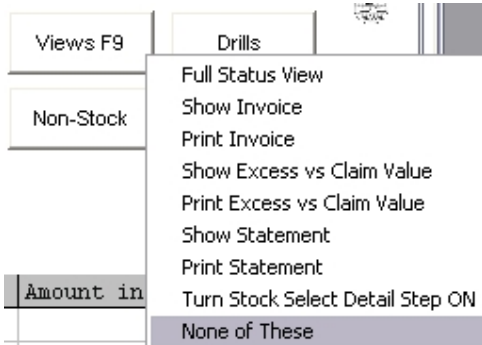 Views F9
Drills
Non-Stock
Full Status View
Show Invoice
Print Invoice
Show Excess vs Claim Value
Print Excess vs Claim Value
Show Statement
Print Statement
Turn Stock Select Detail Step ON
None of These
Amount in